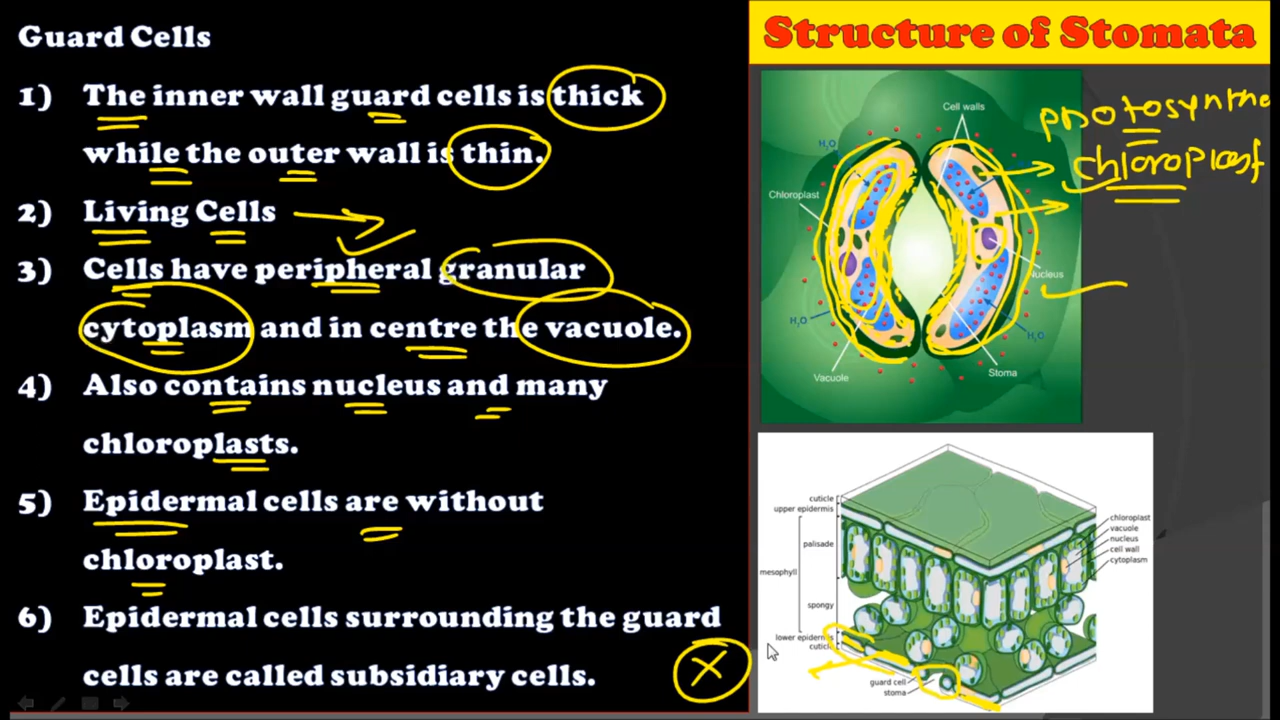 Guard Cells
1) The inner wall guard cells is thick
while the outer wall is thin.
2) Living Cells
3) Cells have peripheral granular
cytoplasm and in centre the vacuole.
4) Also contains nucleus and many
chloroplasts.
5) Epidermal cells are without
chloroplast.
6) Epidermal cells surrounding the guard
cells are called subsidiary cells.
Structure of Stomata
Cell walls
H₂O
Chloroplast
Nucleus
H₂O
H₂O
Vacuole
Stoma
chloroplast
cuticle
upper epidermis
palisade
mesophyll
spongy
lower epidermis
cuticle
guard cell
stoma
chloroplast
vacuole
nucleus
cell wall
cytoplasm